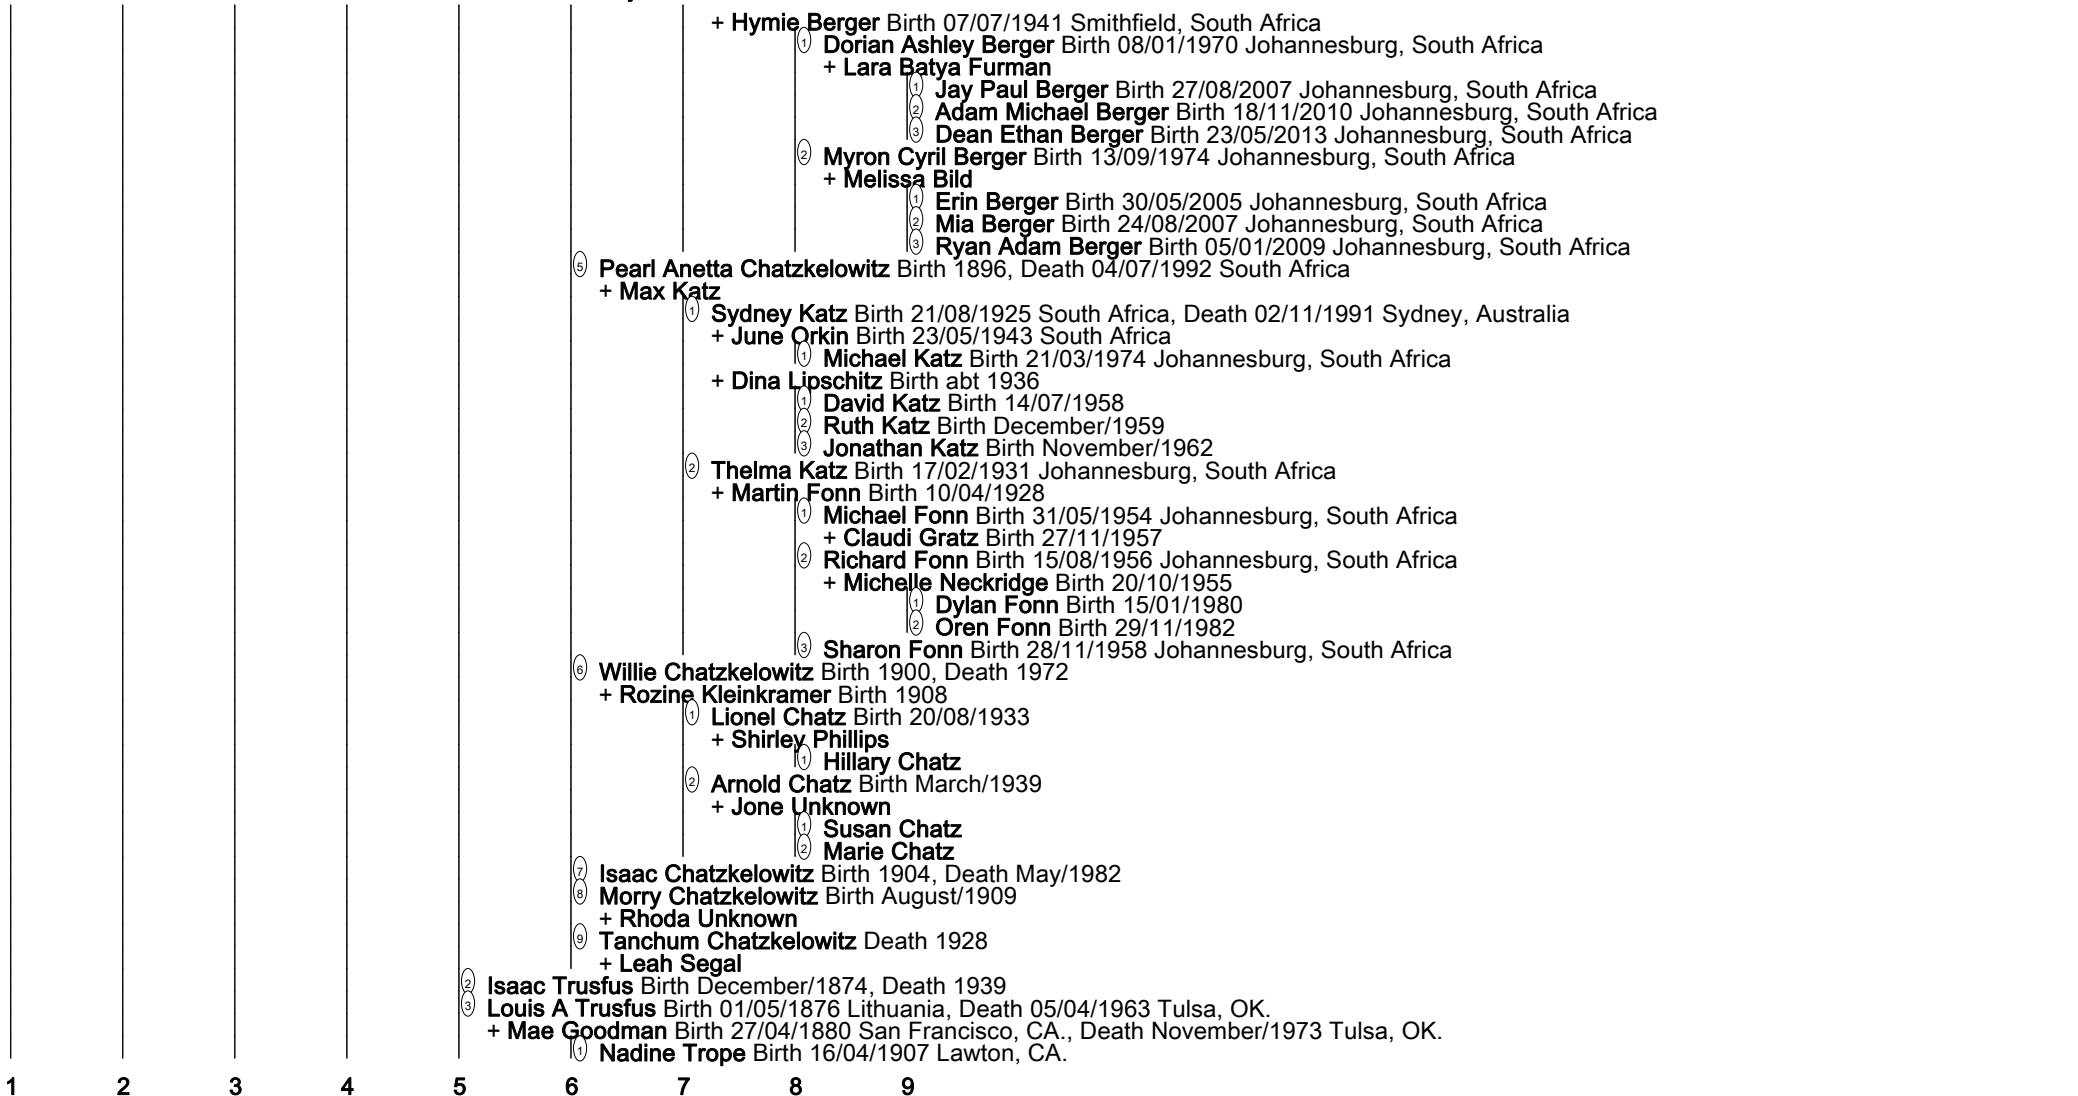 + Hymie Berger Birth 07/07/1941 Smithfield, South Africa
1 Dorian Ashley Berger Birth 08/01/1970 Johannesburg, South Africa
+ Lara Batya Furman
1 Jay Paul Berger Birth 27/08/2007 Johannesburg, South Africa
2 Adam Michael Berger Birth 18/11/2010 Johannesburg, South Africa
3 Dean Ethan Berger Birth 23/05/2013 Johannesburg, South Africa
2 Myron Cyril Berger Birth 13/09/1974 Johannesburg, South Africa
+ Melissa Bild
1 Erin Berger Birth 30/05/2005 Johannesburg, South Africa
2 Mia Berger Birth 24/08/2007 Johannesburg, South Africa
3 Ryan Adam Berger Birth 05/01/2009 Johannesburg, South Africa
5 Pearl Anetta Chatzkelowitz Birth 1896, Death 04/07/1992 South Africa
+ Max Katz
1 Sydney Katz Birth 21/08/1925 South Africa, Death 02/11/1991 Sydney, Australia
+ June Orkin Birth 23/05/1943 South Africa
1 Michael Katz Birth 21/03/1974 Johannesburg, South Africa
+ Dina Lipschitz Birth abt 1936
1 David Katz Birth 14/07/1958
2 Ruth Katz Birth December/1959
3 Jonathan Katz Birth November/1962
2 Thelma Katz Birth 17/02/1931 Johannesburg, South Africa
+ Martin Fonn Birth 10/04/1928
1 Michael Fonn Birth 31/05/1954 Johannesburg, South Africa
+ Claudi Gratz Birth 27/11/1957
2 Richard Fonn Birth 15/08/1956 Johannesburg, South Africa
+ Michelle Neckridge Birth 20/10/1955
1 Dylan Fonn Birth 15/01/1980
2 Oren Fonn Birth 29/11/1982
3 Sharon Fonn Birth 28/11/1958 Johannesburg, South Africa
6 Willie Chatzkelowitz Birth 1900, Death 1972
+ Rozine Kleinkramer Birth 1908
1 Lionel Chatz Birth 20/08/1933
+ Shirley Phillips
1 Hillary Chatz
2 Arnold Chatz Birth March/1939
+ Jone Unknown
1 Susan Chatz
2 Marie Chatz
7 Isaac Chatzkelowitz Birth 1904, Death May/1982
8 Morry Chatzkelowitz Birth August/1909
+ Rhoda Unknown
9 Tanchum Chatzkelowitz Death 1928
+ Leah Segal
2 Isaac Trusfus Birth December/1874, Death 1939
3 Louis A Trusfus Birth 01/05/1876 Lithuania, Death 05/04/1963 Tulsa, OK.
+ Mae Goodman Birth 27/04/1880 San Francisco, CA., Death November/1973 Tulsa, OK.
1 Nadine Trope Birth 16/04/1907 Lawton, CA.
1 2 3 4 5 6 7 8 9